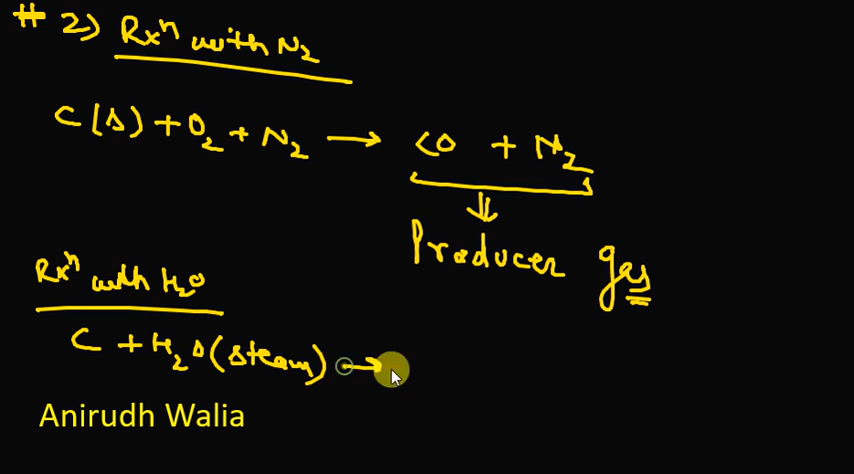 # 2) Rxⁿ with N₂
C(s) + O₂ + N₂ → CO + N₂
⇓
Producer gas
Rxⁿ with H₂O
C + H₂O (steam) →
Anirudh Walia